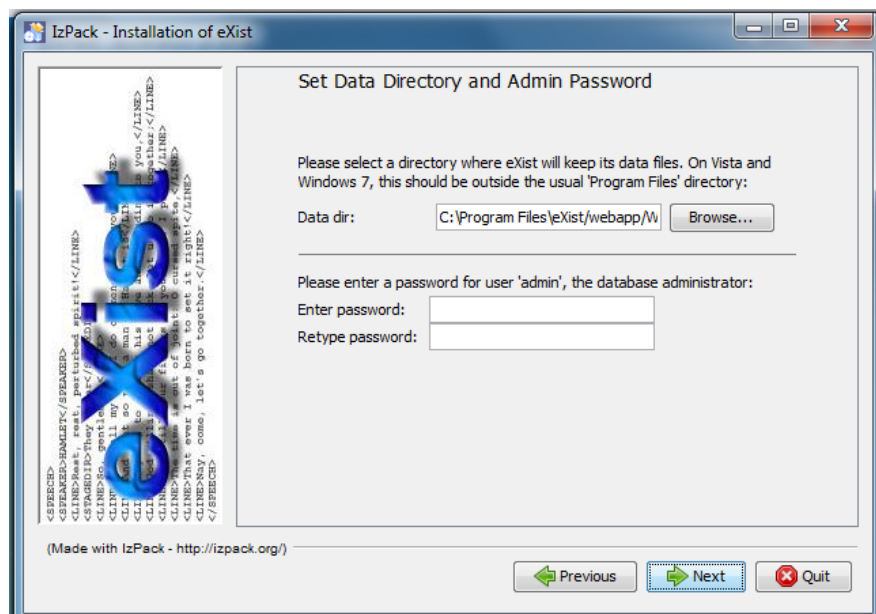 IzPack - Installation of eXist
Set Data Directory and Admin Password
Please select a directory where eXist will keep its data files. On Vista and
Windows 7, this should be outside the usual 'Program Files' directory:
Data dir:
C:\Program Files\eXist/webapp/W
Browse...
Please enter a password for user 'admin', the database administrator:
Enter password:
Retype password:
eXist
<SPEECH>
<SPEAKER>HAMLET</SPEAKER>
<LINE>Rest, rest, perturbed spirit!</LINE>
<STAGEDIR>They
<LINE>So, gentle
<LINE>The time is out of joint: O cursed spite,</LINE>
<LINE>That ever I was born to set it right!</LINE>
<LINE>Nay, come, let's go together.</LINE>
</SPEECH>
(Made with IzPack - http://izpack.org/)
Previous
Next
Quit